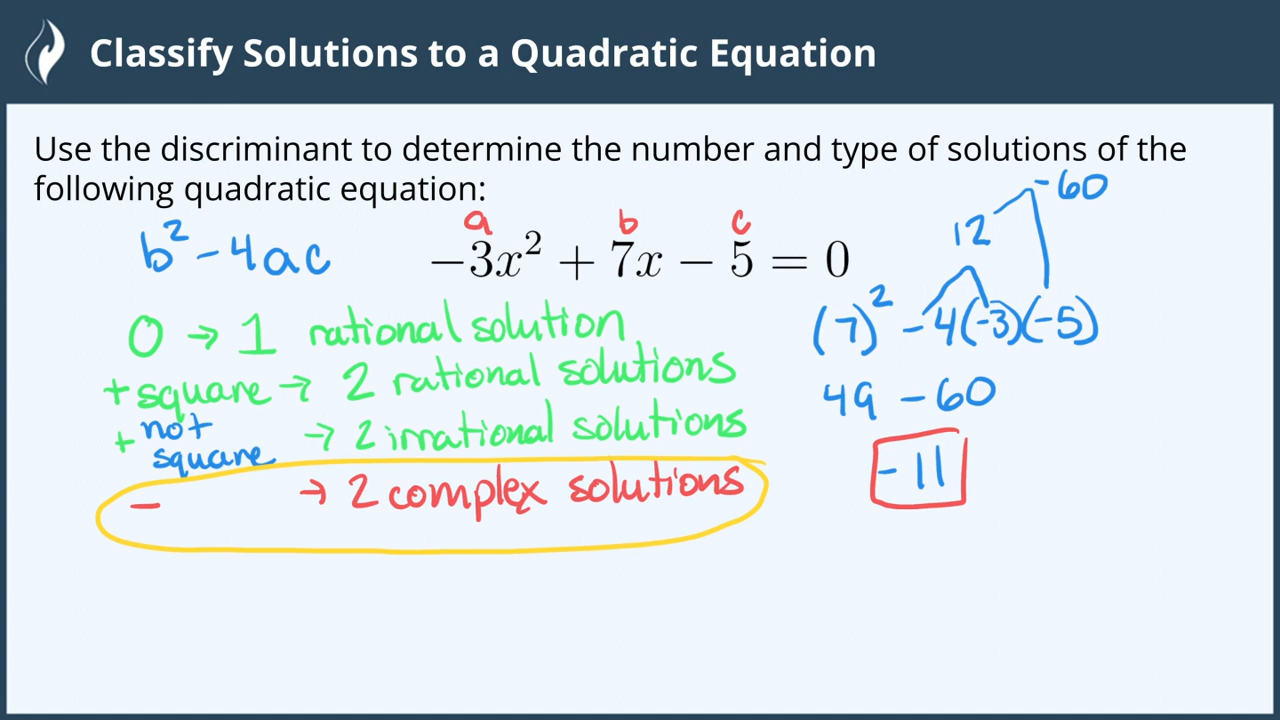 Classify Solutions to a Quadratic Equation
Use the discriminant to determine the number and type of solutions of the
following quadratic equation:
-60
a b c
12
b² - 4ac
−3x² + 7x − 5 = 0
(7)² - 4(-3)(-5)
0 → 1 rational solution
+ square → 2 rational solutions
49 - 60
+ not square → 2 irrational solutions
-11
- → 2 complex solutions